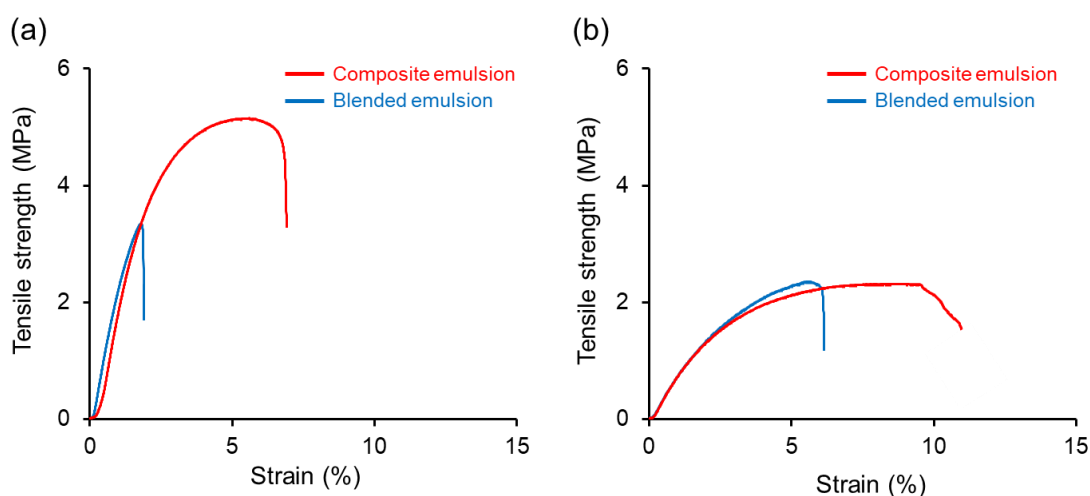 (a)
Tensile strength (MPa)
6
4
2
0
Composite emulsion
Blended emulsion
0 5 10 15
Strain (%)
(b)
Tensile strength (MPa)
6
4
2
0
Composite emulsion
Blended emulsion
0 5 10 15
Strain (%)